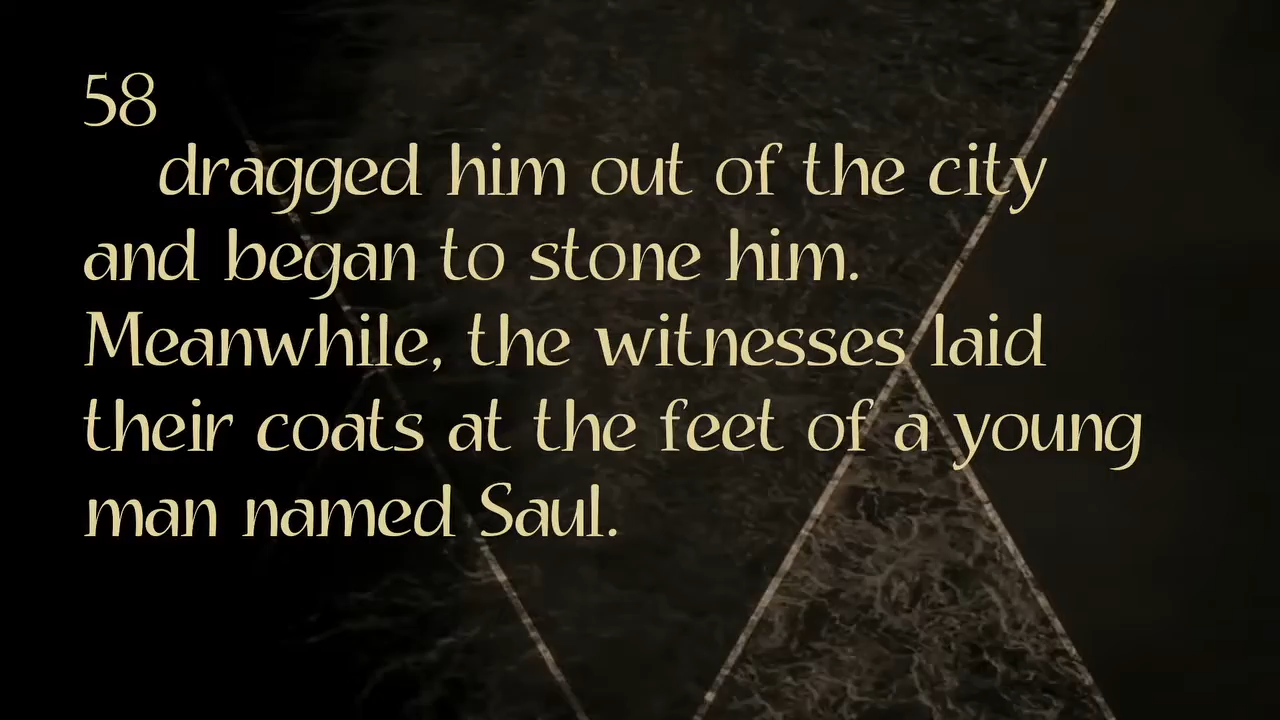 58
dragged him out of the city
and began to stone him.
Meanwhile, the witnesses laid
their coats at the feet of a young
man named Saul.